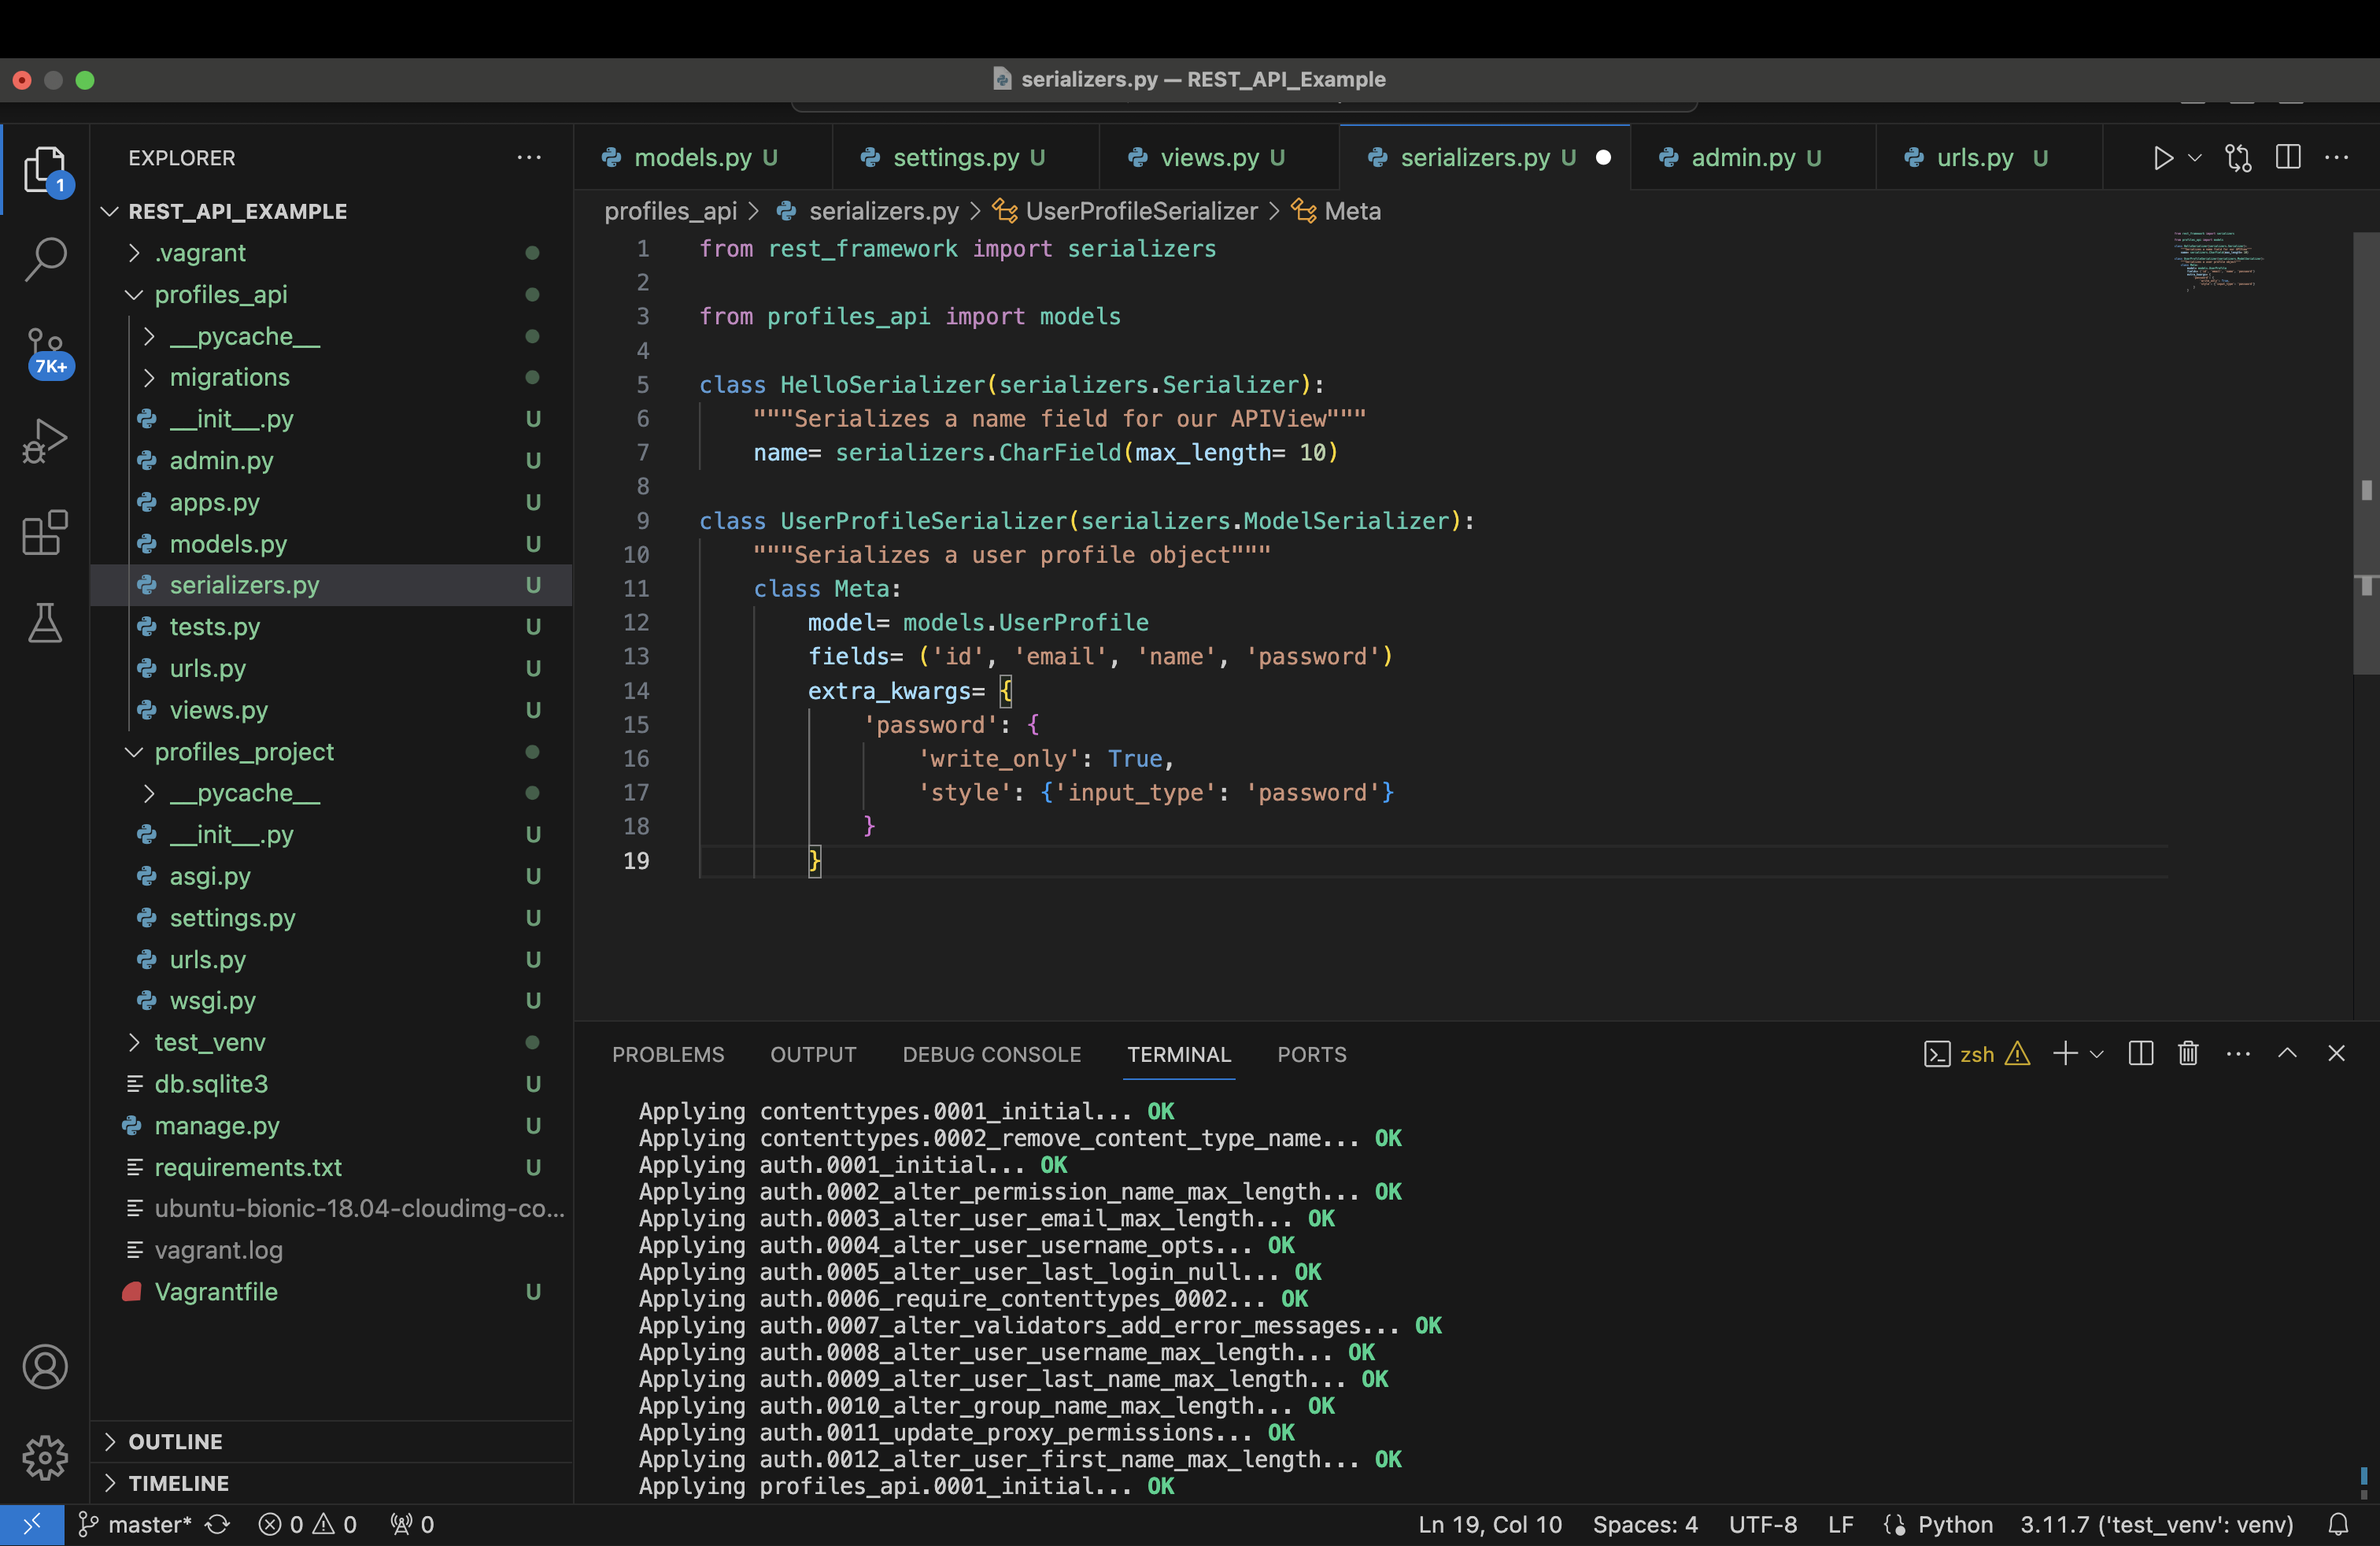 serializers.py — REST_API_Example
EXPLORER
REST_API_EXAMPLE
.vagrant
profiles_api
__pycache__
migrations
__init__.py U
admin.py U
apps.py U
models.py U
serializers.py U
tests.py U
urls.py U
views.py U
profiles_project
__pycache__
__init__.py U
asgi.py U
settings.py U
urls.py U
wsgi.py U
test_venv
db.sqlite3 U
manage.py U
requirements.txt U
ubuntu-bionic-18.04-cloudimg-co...
vagrant.log
Vagrantfile U
OUTLINE
TIMELINE
1
7K+
models.py U settings.py U views.py U serializers.py U admin.py U urls.py U
profiles_api > serializers.py > UserProfileSerializer > Meta
1 from rest_framework import serializers
2
3 from profiles_api import models
4
5 class HelloSerializer(serializers.Serializer):
6 """Serializes a name field for our APIView"""
7 name= serializers.CharField(max_length= 10)
8
9 class UserProfileSerializer(serializers.ModelSerializer):
10 """Serializes a user profile object"""
11 class Meta:
12 model= models.UserProfile
13 fields= ('id', 'email', 'name', 'password')
14 extra_kwargs= {
15 'password': {
16 'write_only': True,
17 'style': {'input_type': 'password'}
18 }
19 }
PROBLEMS OUTPUT DEBUG CONSOLE TERMINAL PORTS
zsh
Applying contenttypes.0001_initial... OK
Applying contenttypes.0002_remove_content_type_name... OK
Applying auth.0001_initial... OK
Applying auth.0002_alter_permission_name_max_length... OK
Applying auth.0003_alter_user_email_max_length... OK
Applying auth.0004_alter_user_username_opts... OK
Applying auth.0005_alter_user_last_login_null... OK
Applying auth.0006_require_contenttypes_0002... OK
Applying auth.0007_alter_validators_add_error_messages... OK
Applying auth.0008_alter_user_username_max_length... OK
Applying auth.0009_alter_user_last_name_max_length... OK
Applying auth.0010_alter_group_name_max_length... OK
Applying auth.0011_update_proxy_permissions... OK
Applying auth.0012_alter_user_first_name_max_length... OK
Applying profiles_api.0001_initial... OK
master* 0 0 0 Ln 19, Col 10 Spaces: 4 UTF-8 LF Python 3.11.7 ('test_venv': venv)